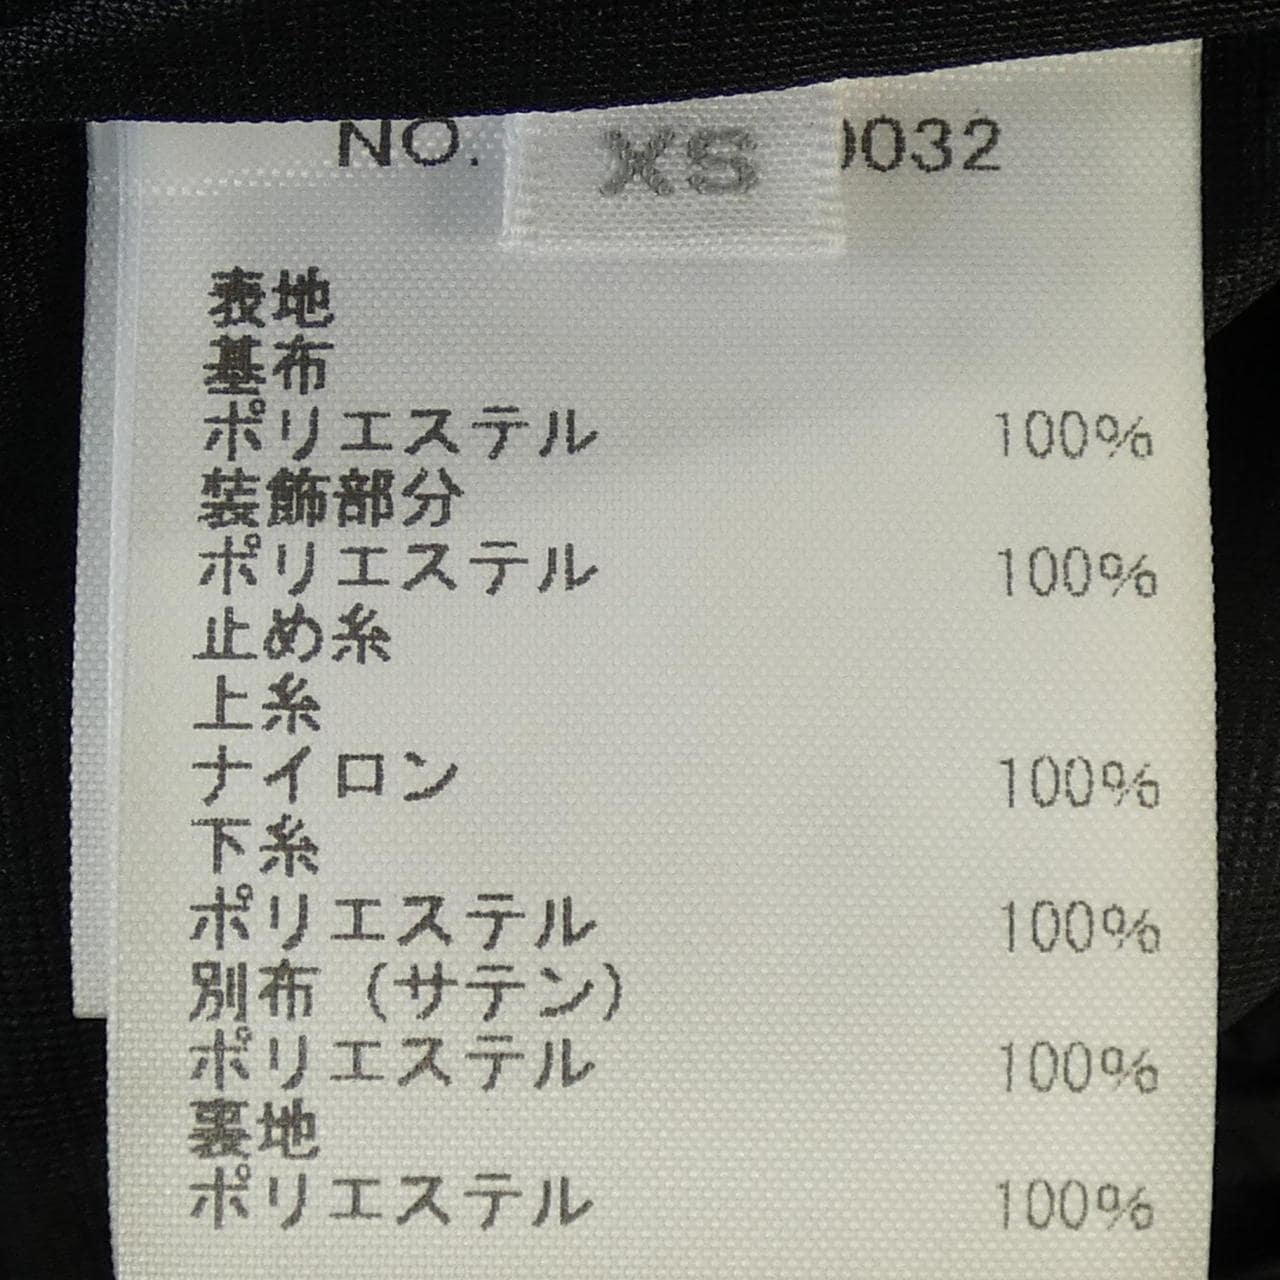 NO. XS 0032
表地
基布
ポリエステル 100%
装飾部分
ポリエステル 100%
止め糸
上糸
ナイロン 100%
下糸
ポリエステル 100%
別布 (サテン)
ポリエステル 100%
裏地
ポリエステル 100%